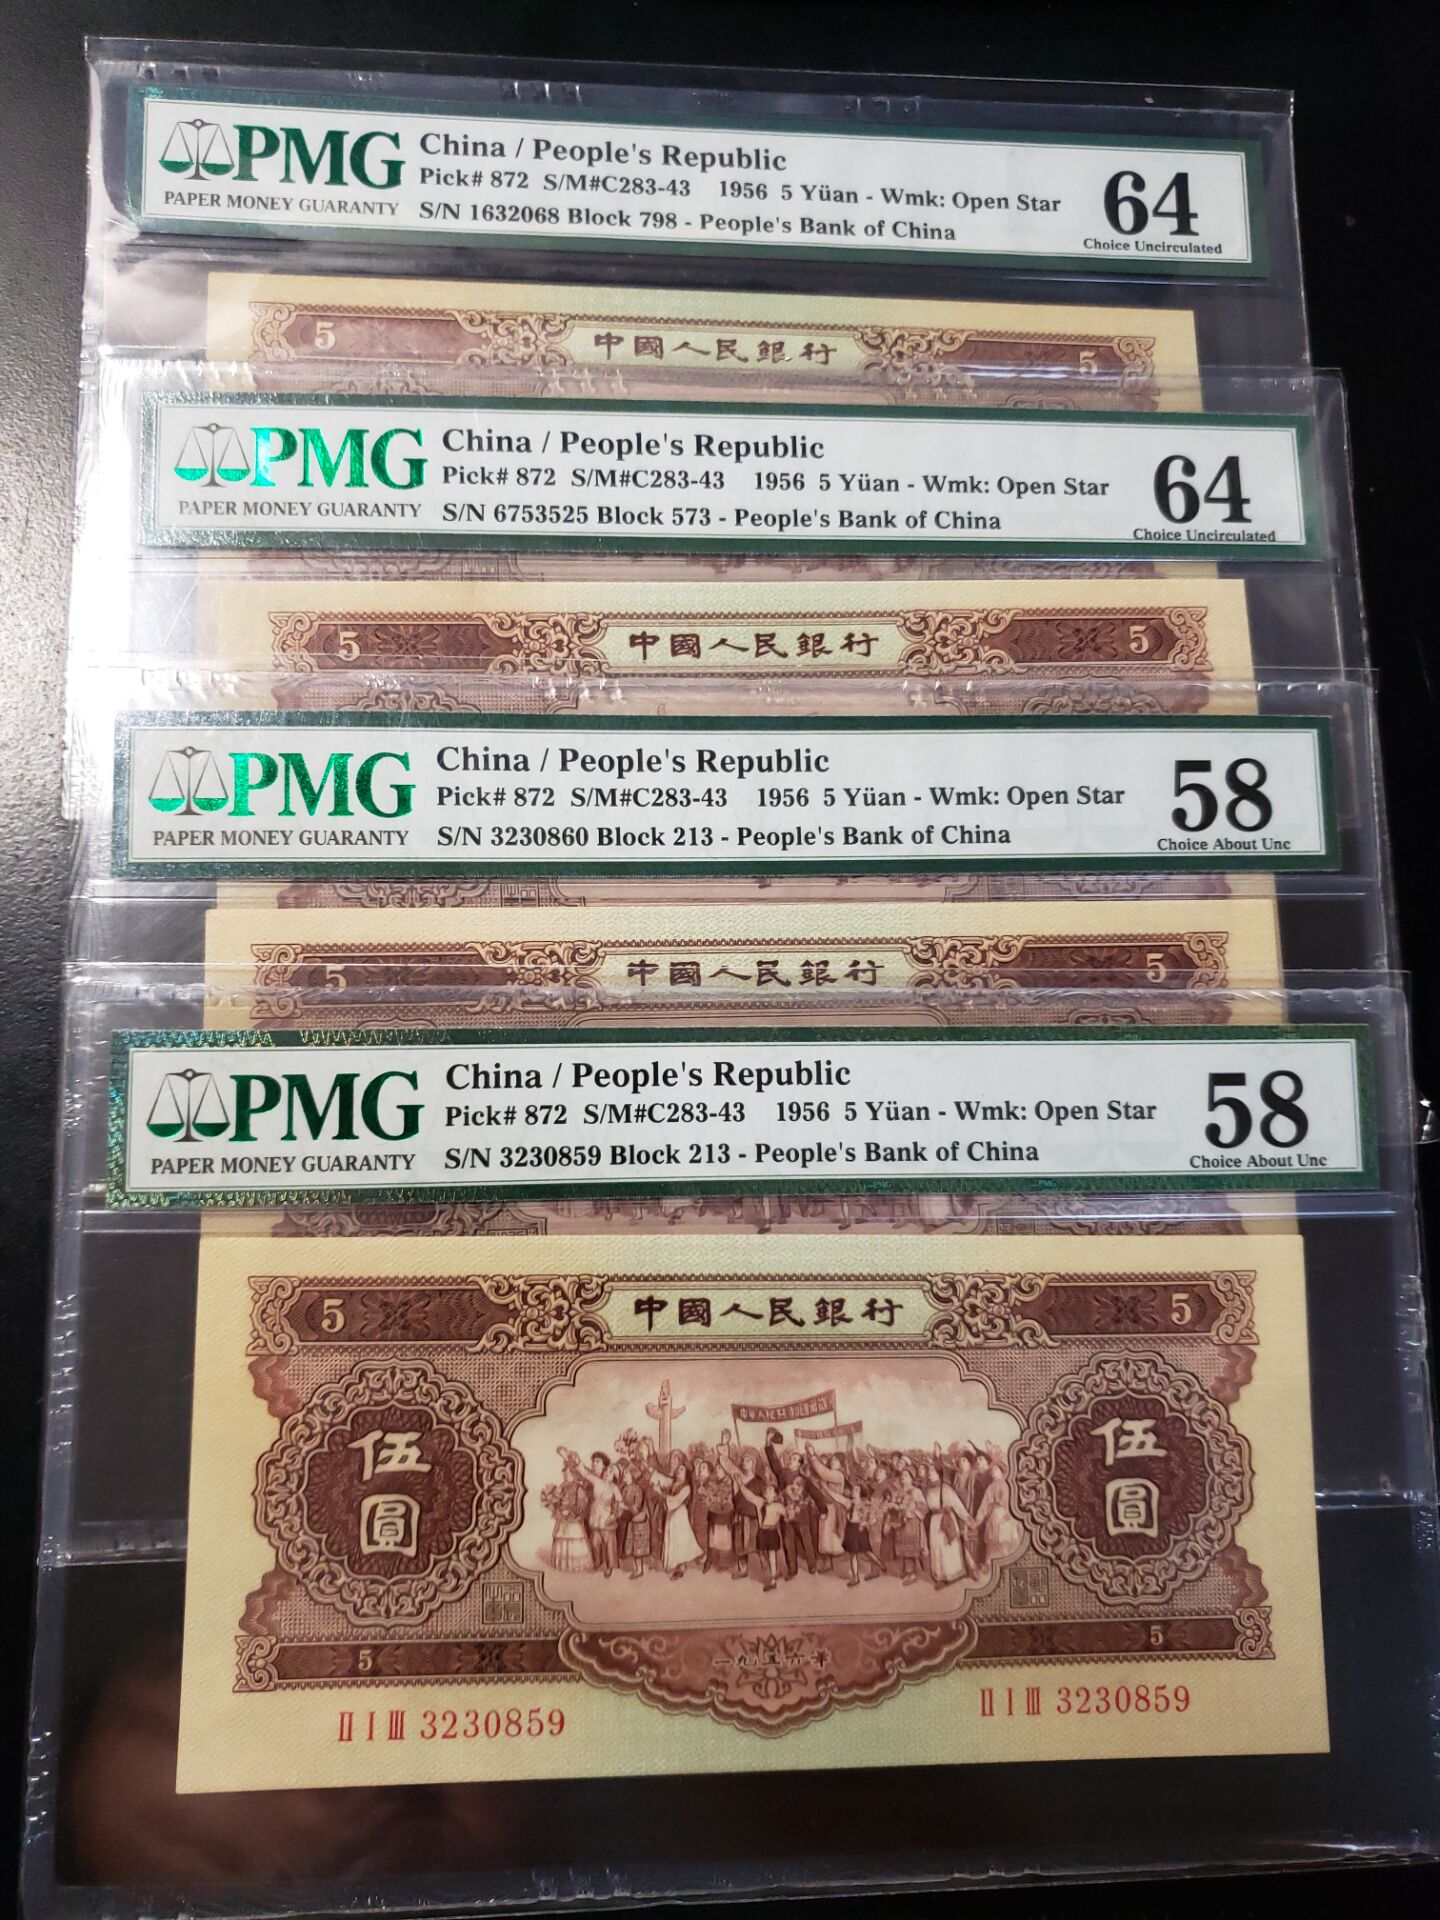 PMG
PAPER MONEY GUARANTY
China / People's Republic
Pick# 872 S/M#C283-43 1956 5 Yüan - Wmk: Open Star
S/N 1632068 Block 798 - People's Bank of China
64
Choice Uncirculated
5 中國人民銀行 5
PMG
PAPER MONEY GUARANTY
China / People's Republic
Pick# 872 S/M#C283-43 1956 5 Yüan - Wmk: Open Star
S/N 6753525 Block 573 - People's Bank of China
64
Choice Uncirculated
5 中國人民銀行 5
PMG
PAPER MONEY GUARANTY
China / People's Republic
Pick# 872 S/M#C283-43 1956 5 Yüan - Wmk: Open Star
S/N 3230860 Block 213 - People's Bank of China
58
Choice About Unc
5 中國人民銀行 5
PMG
PAPER MONEY GUARANTY
China / People's Republic
Pick# 872 S/M#C283-43 1956 5 Yüan - Wmk: Open Star
S/N 3230859 Block 213 - People's Bank of China
58
Choice About Unc
5 中國人民銀行 5
伍圓
伍圓
5 一九五六年 5
II I III 3230859
II I III 3230859